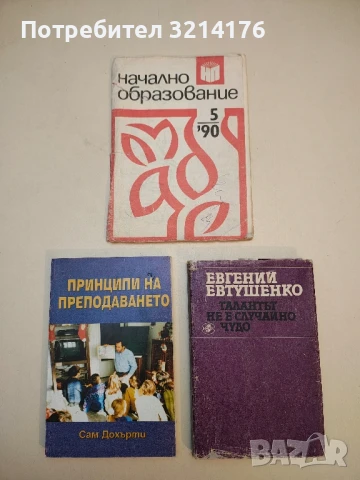 Потребител 3214176
начално
образование
5
'90
ПРИНЦИПИ НА
ПРЕПОДАВАНЕТО
Сам Дохърти
ЕВГЕНИЙ
ЕВТУШЕНКО
ТАЛАНТЪТ
НЕ Е СЛУЧАЙНО
ЧУДО
BAZAR